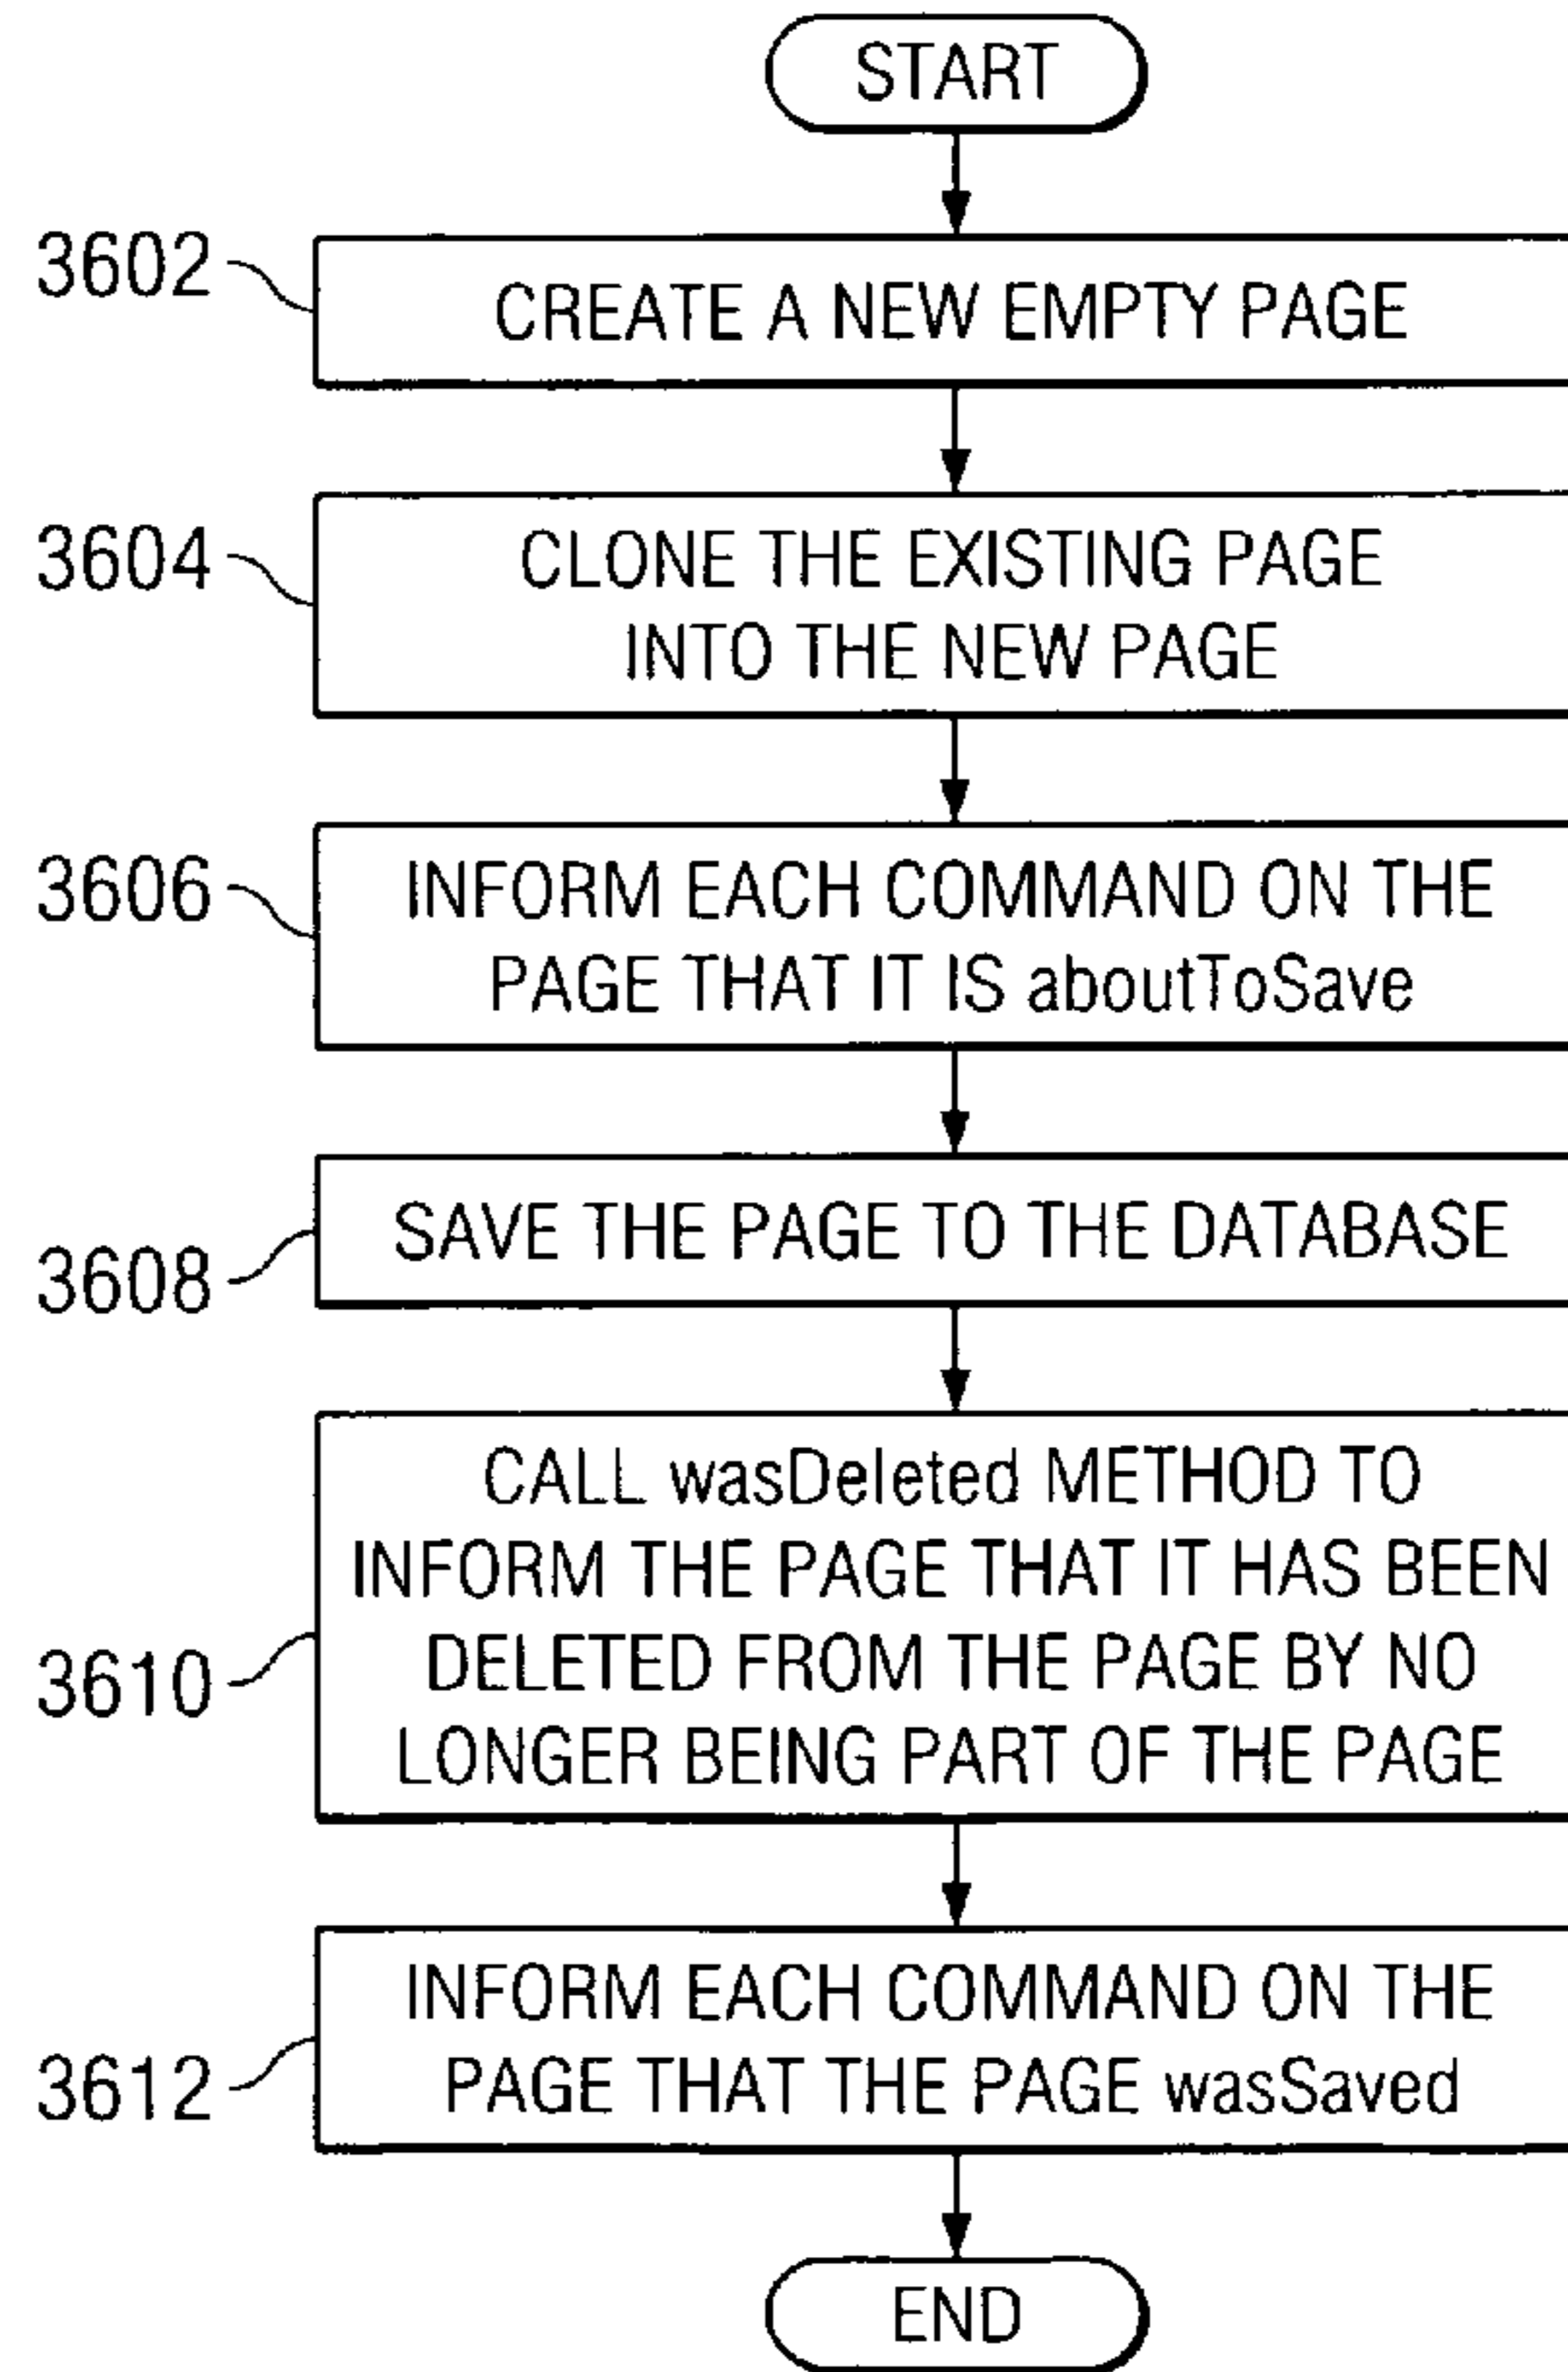 START
3602
CREATE A NEW EMPTY PAGE
3604
CLONE THE EXISTING PAGE
INTO THE NEW PAGE
3606
INFORM EACH COMMAND ON THE
PAGE THAT IT IS aboutToSave
3608
SAVE THE PAGE TO THE DATABASE
3610
CALL wasDeleted METHOD TO
INFORM THE PAGE THAT IT HAS BEEN
DELETED FROM THE PAGE BY NO
LONGER BEING PART OF THE PAGE
3612
INFORM EACH COMMAND ON THE
PAGE THAT THE PAGE wasSaved
END